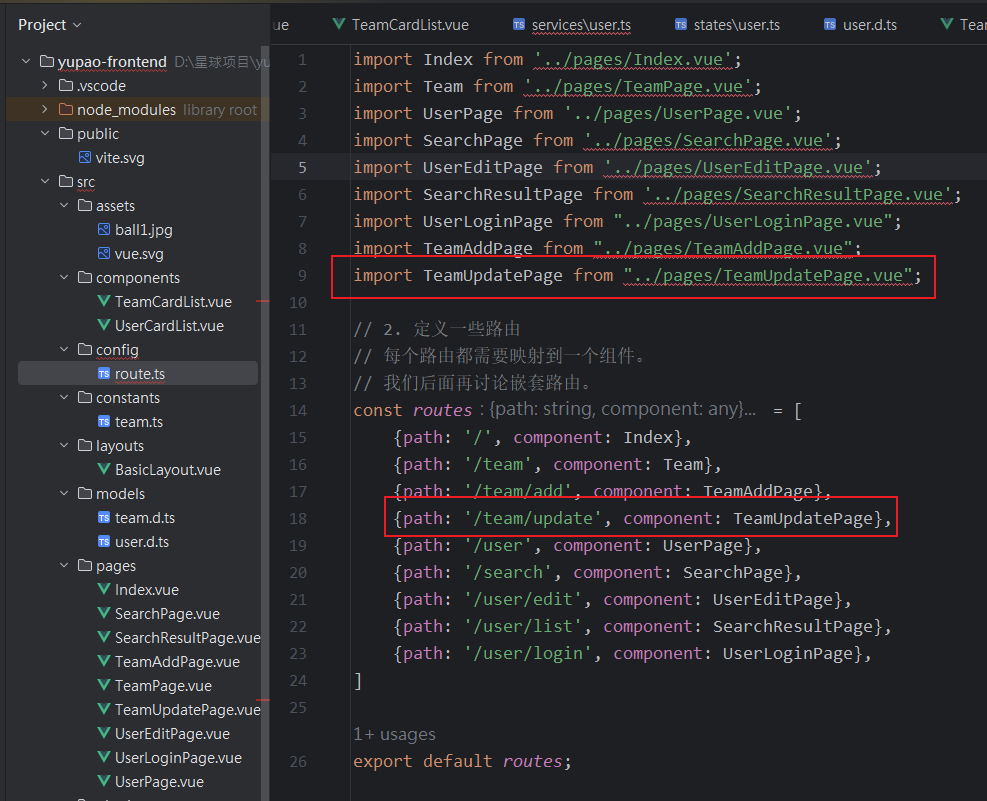 Project
ue
TeamCardList.vue
services\user.ts
states\user.ts
user.d.ts
Tear
yupao-frontend D:\星球项目\yu
.vscode
node_modules library root
public
vite.svg
src
assets
ball1.jpg
vue.svg
components
TeamCardList.vue
UserCardList.vue
config
route.ts
constants
team.ts
layouts
BasicLayout.vue
models
team.d.ts
user.d.ts
pages
Index.vue
SearchPage.vue
SearchResultPage.vue
TeamAddPage.vue
TeamPage.vue
TeamUpdatePage.vue
UserEditPage.vue
UserLoginPage.vue
UserPage.vue
1 import Index from '../pages/Index.vue';
2 import Team from '../pages/TeamPage.vue';
3 import UserPage from '../pages/UserPage.vue';
4 import SearchPage from '../pages/SearchPage.vue';
5 import UserEditPage from '../pages/UserEditPage.vue';
6 import SearchResultPage from '../pages/SearchResultPage.vue';
7 import UserLoginPage from "../pages/UserLoginPage.vue";
8 import TeamAddPage from "../pages/TeamAddPage.vue";
9 import TeamUpdatePage from "../pages/TeamUpdatePage.vue";
10
11 // 2. 定义一些路由
12 // 每个路由都需要映射到一个组件。
13 // 我们后面再讨论嵌套路由。
14 const routes : {path: string, component: any}... = [
15 {path: '/', component: Index},
16 {path: '/team', component: Team},
17 {path: '/team/add', component: TeamAddPage},
18 {path: '/team/update', component: TeamUpdatePage},
19 {path: '/user', component: UserPage},
20 {path: '/search', component: SearchPage},
21 {path: '/user/edit', component: UserEditPage},
22 {path: '/user/list', component: SearchResultPage},
23 {path: '/user/login', component: UserLoginPage},
24 ]
25
1+ usages
26 export default routes;